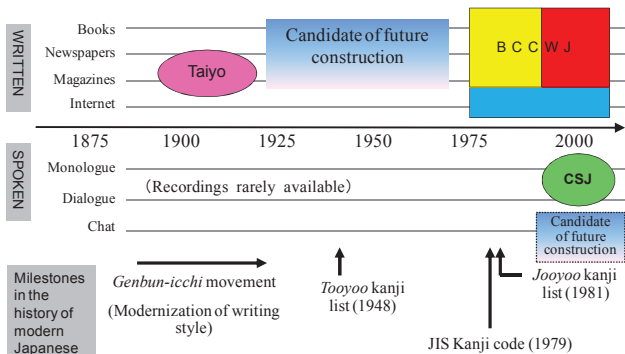 WRITTEN
Books
Newspapers
Magazines
Internet
Taiyo
Candidate of future
construction
B C C W J
1875 1900 1925 1950 1975 2000
SPOKEN
Monologue
Dialogue
Chat
(Recordings rarely available)
CSJ
Candidate
of future
construction
Milestones
in the
history of
modern
Japanese
Genbun-icchi movement
(Modernization of writing
style)
Tooyoo kanji
list (1948)
Jooyoo kanji
list (1981)
JIS Kanji code (1979)